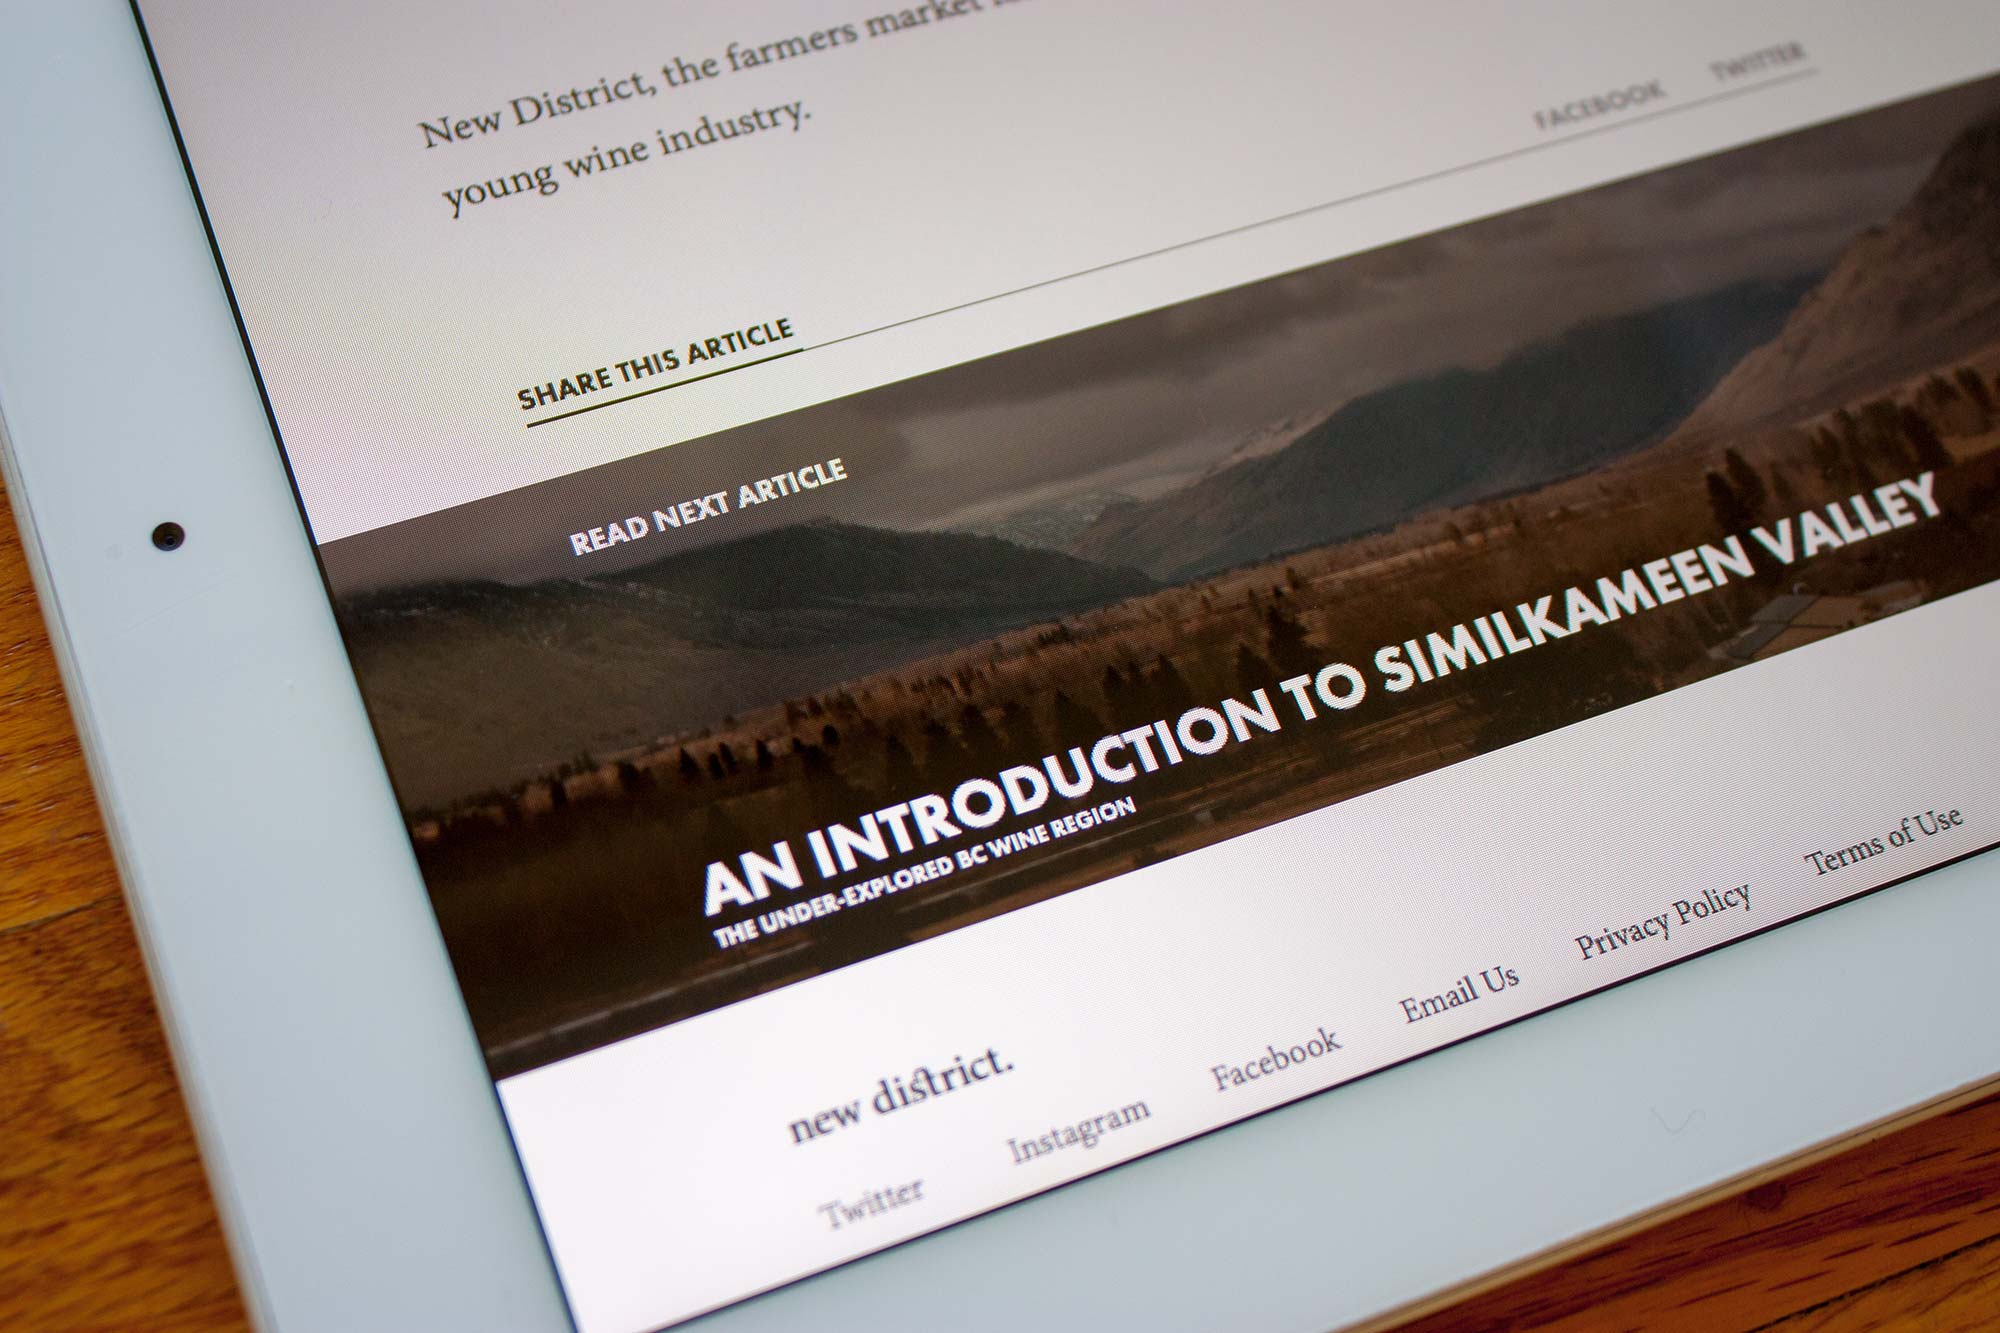 New District, the farmers market
young wine industry.
SHARE THIS ARTICLE
FACEBOOK TWITTER
READ NEXT ARTICLE
AN INTRODUCTION TO SIMILKAMEEN VALLEY
THE UNDER-EXPLORED BC WINE REGION
new district.
Twitter Instagram Facebook Email Us Privacy Policy Terms of Use